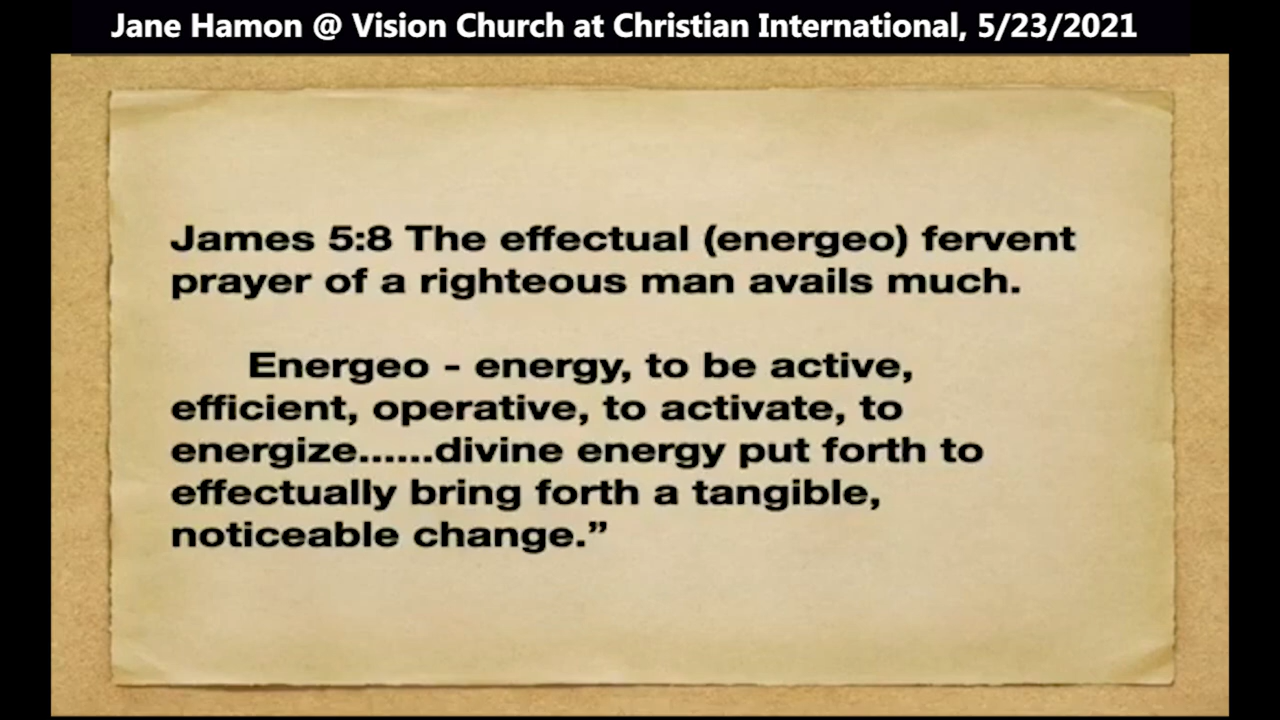 Jane Hamon @ Vision Church at Christian International, 5/23/2021
James 5:8 The effectual (energeo) fervent
prayer of a righteous man avails much.
Energeo - energy, to be active,
efficient, operative, to activate, to
energize......divine energy put forth to
effectually bring forth a tangible,
noticeable change.”